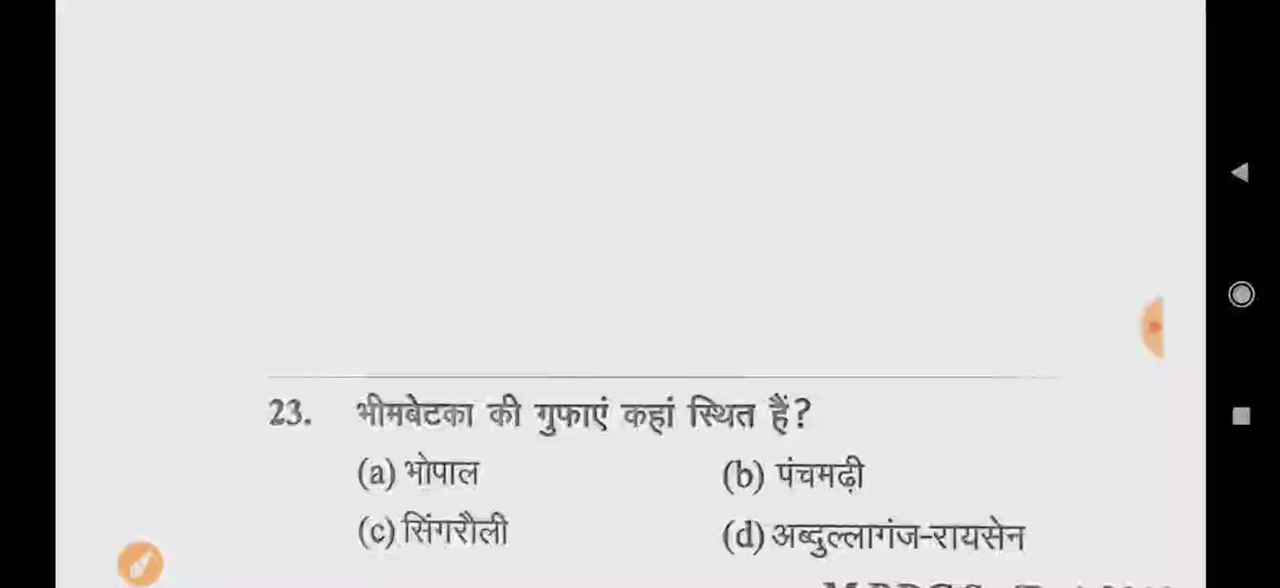 23. भीमबेटका की गुफाएं कहां स्थित हैं?
(a) भोपाल (b) पंचमढ़ी
(c) सिंगरौली (d) अब्दुल्लागंज-रायसेन